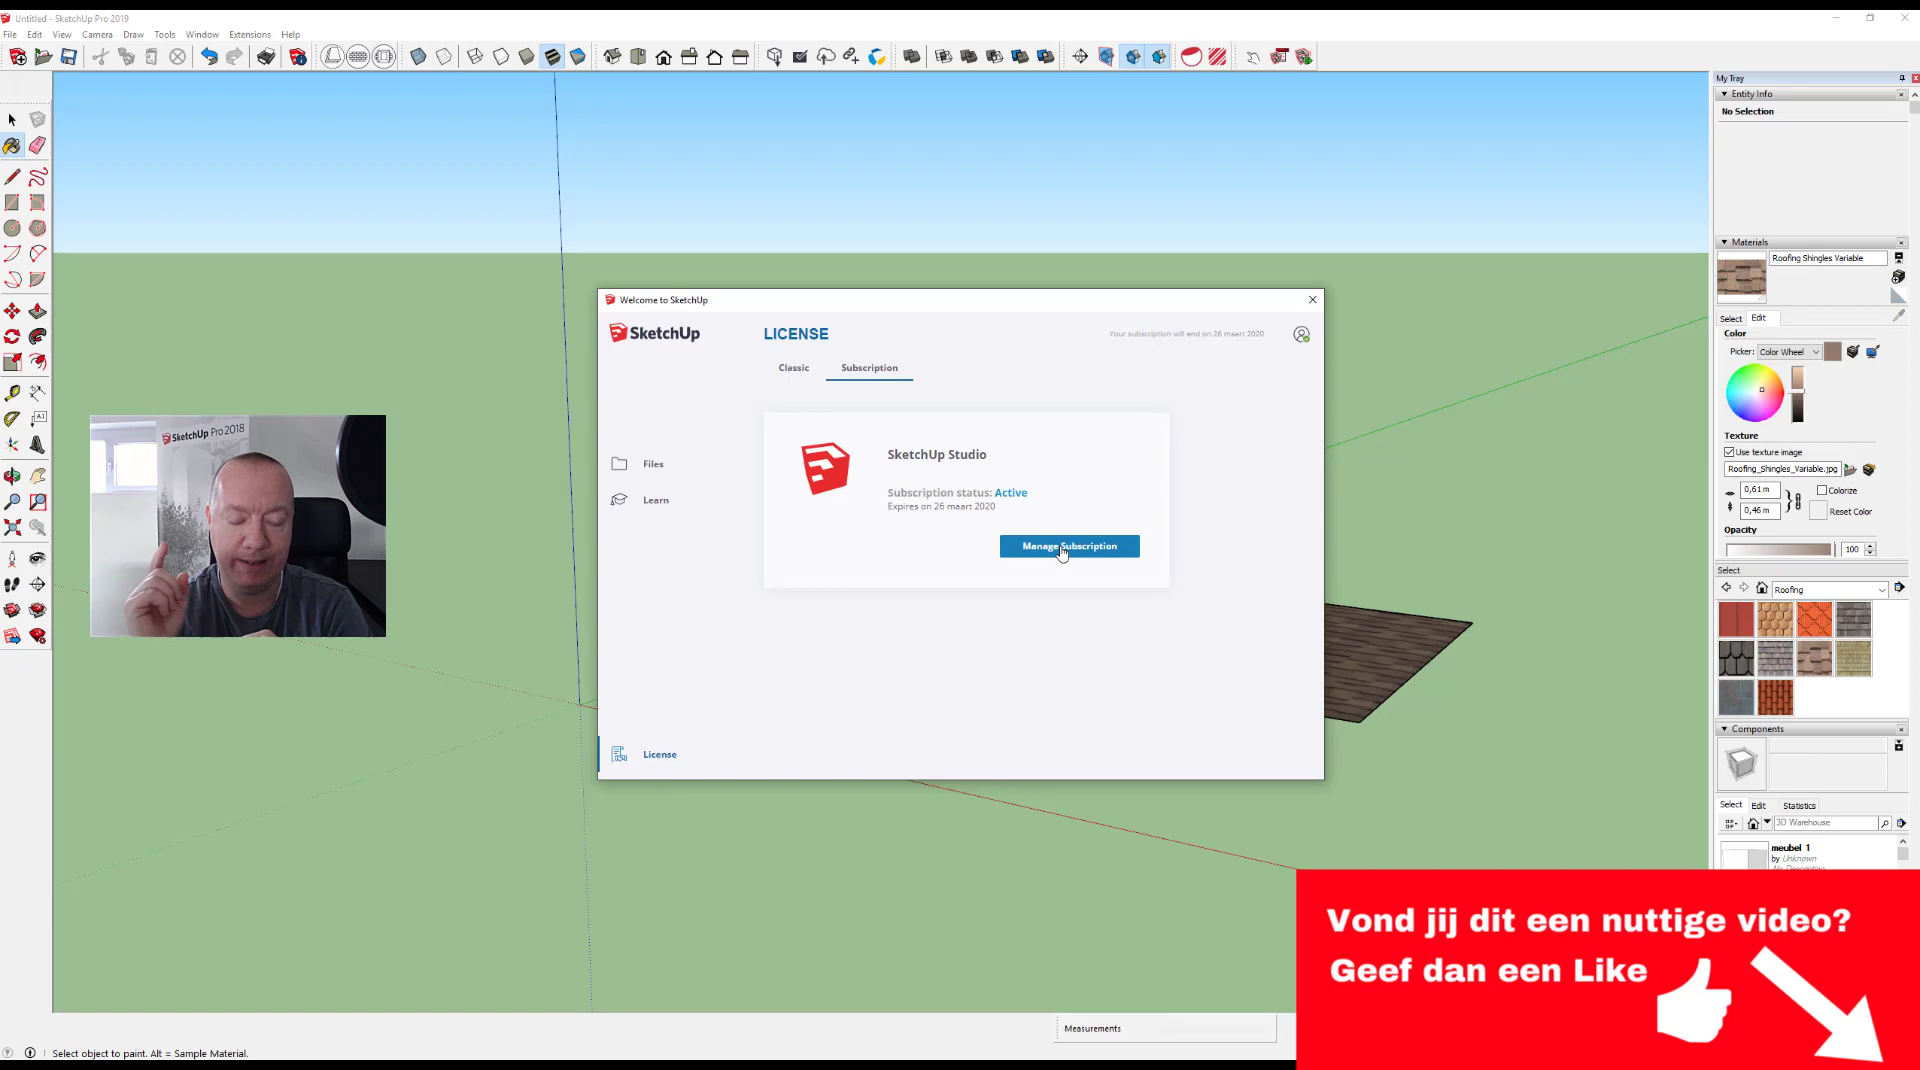 Untitled - SketchUp Pro 2019
File Edit View Camera Draw Tools Window Extensions Help
My Tray
Entity Info
No Selection
Materials
Roofing Shingles Variable
Select Edit
Color
Picker: Color Wheel
Texture
Use texture image
Roofing_Shingles_Variable.jpg
0,61 m Colorize
0,46 m Reset Color
Opacity
100
Select
Roofing
Components
Select Edit Statistics
3D Warehouse
meubel 1
by Unknown
No Description
Welcome to SketchUp
SketchUp
LICENSE
Your subscription will end on 26 maart 2020
Classic Subscription
Files
Learn
SketchUp Studio
Subscription status: Active
Expires on 26 maart 2020
Manage Subscription
License
SketchUp Pro 2018
Vond jij dit een nuttige video?
Geef dan een Like
Measurements
Select object to paint. Alt = Sample Material.